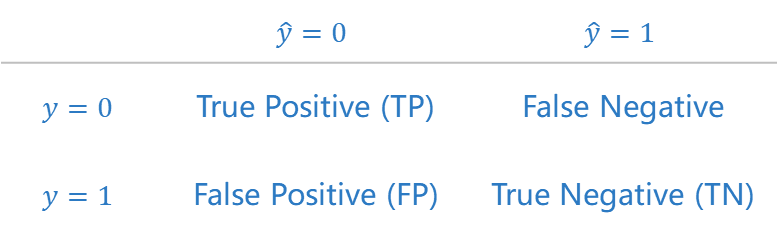 ŷ = 0 ŷ = 1
y = 0 True Positive (TP) False Negative
y = 1 False Positive (FP) True Negative (TN)